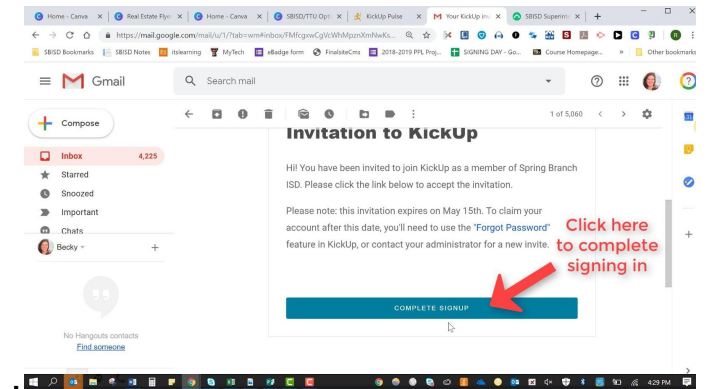 Home - Canva
Real Estate Flye
Home - Canva
SBISD/TTU Opti
KickUp Pulse
Your KickUp inv
SBISD Superinte
https://mail.google.com/mail/u/1/?tab=wm#inbox/FMfcgxwCgVcWhMpznXmNwKs...
SBISD Bookmarks
SBISD Notes
itslearning
MyTech
eBadge form
FinalsiteCms
2018-2019 PPL Proj...
SIGNING DAY - Go...
Course Homepage...
Other bookmarks
Gmail
Search mail
Compose
1 of 5,060
Inbox 4,225
Starred
Snoozed
Important
Chats
Becky
No Hangouts contacts
Find someone
Invitation to KickUp
Hi! You have been invited to join KickUp as a member of Spring Branch
ISD. Please click the link below to accept the invitation.
Please note: this invitation expires on May 15th. To claim your
account after this date, you'll need to use the "Forgot Password"
feature in KickUp, or contact your administrator for a new invite.
Click here
to complete
signing in
COMPLETE SIGNUP
4:29 PM